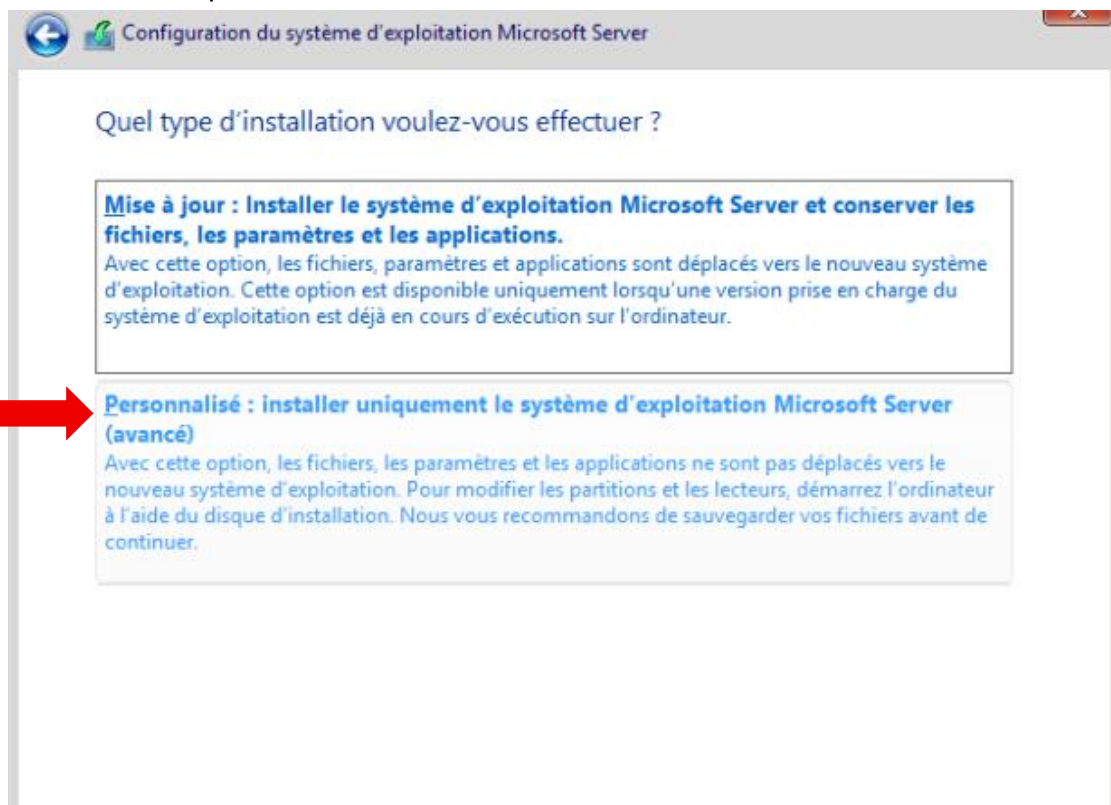 Configuration du système d'exploitation Microsoft Server
Quel type d'installation voulez-vous effectuer ?
Mise à jour : Installer le système d'exploitation Microsoft Server et conserver les
fichiers, les paramètres et les applications.
Avec cette option, les fichiers, paramètres et applications sont déplacés vers le nouveau système
d'exploitation. Cette option est disponible uniquement lorsqu'une version prise en charge du
système d'exploitation est déjà en cours d'exécution sur l'ordinateur.
Personnalisé : installer uniquement le système d'exploitation Microsoft Server
(avancé)
Avec cette option, les fichiers, les paramètres et les applications ne sont pas déplacés vers le
nouveau système d'exploitation. Pour modifier les partitions et les lecteurs, démarrez l'ordinateur
à l'aide du disque d'installation. Nous vous recommandons de sauvegarder vos fichiers avant de
continuer.